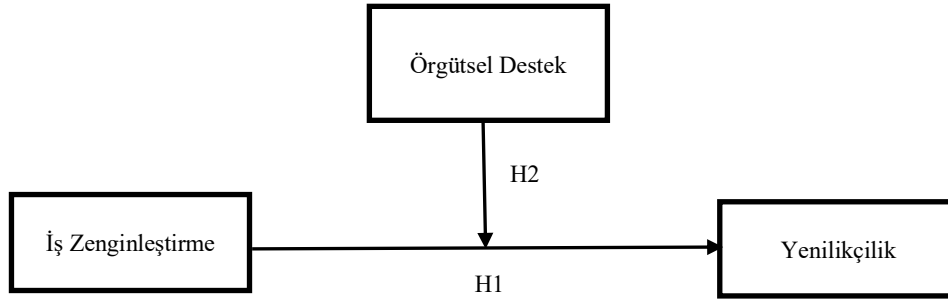 Örgütsel Destek
H2
İş Zenginleştirme
Yenilikçilik
H1